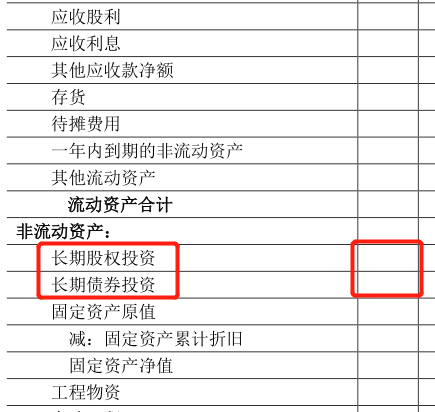 应收股利
应收利息
其他应收款净额
存货
待摊费用
一年内到期的非流动资产
其他流动资产
流动资产合计
非流动资产：
长期股权投资
长期债券投资
固定资产原值
减：固定资产累计折旧
固定资产净值
工程物资